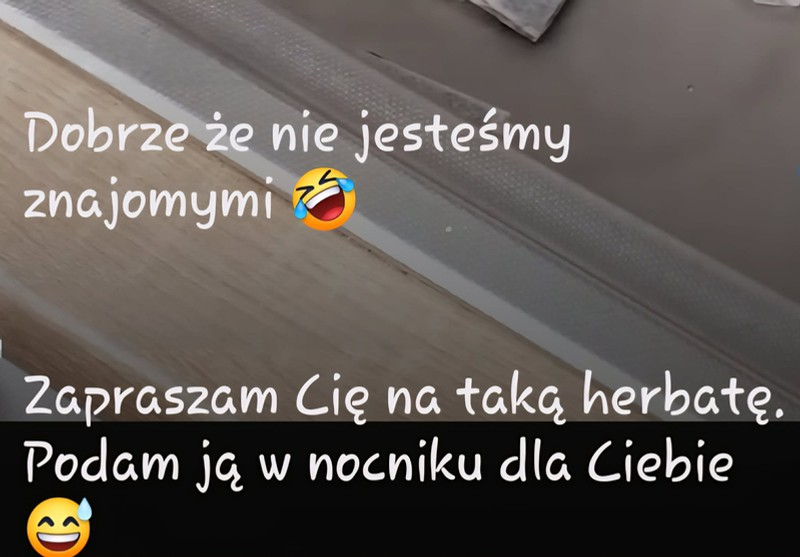 Dobrze że nie jesteśmy
znajomymi 🤣
Zapraszam Cię na taką herbatę.
Podam ją w nocniku dla Ciebie
😅